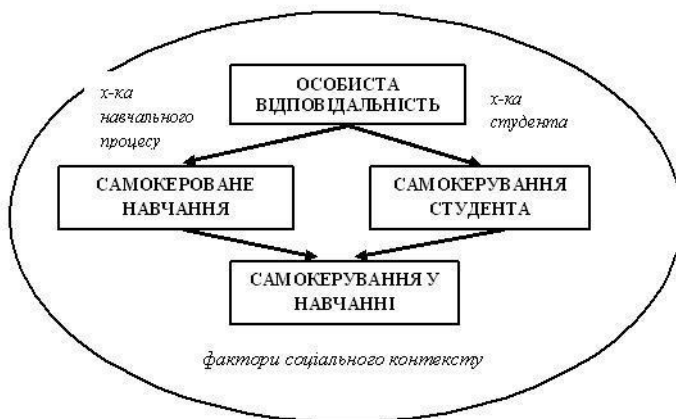 ОСОБИСТА
ВІДПОВІДАЛЬНІСТЬ
х-ка
навчального
процесу
х-ка
студента
САМОКЕРОВАНЕ
НАВЧАННЯ
САМОКЕРУВАННЯ
СТУДЕНТА
САМОКЕРУВАННЯ У
НАВЧАННІ
фактори соціального контексту